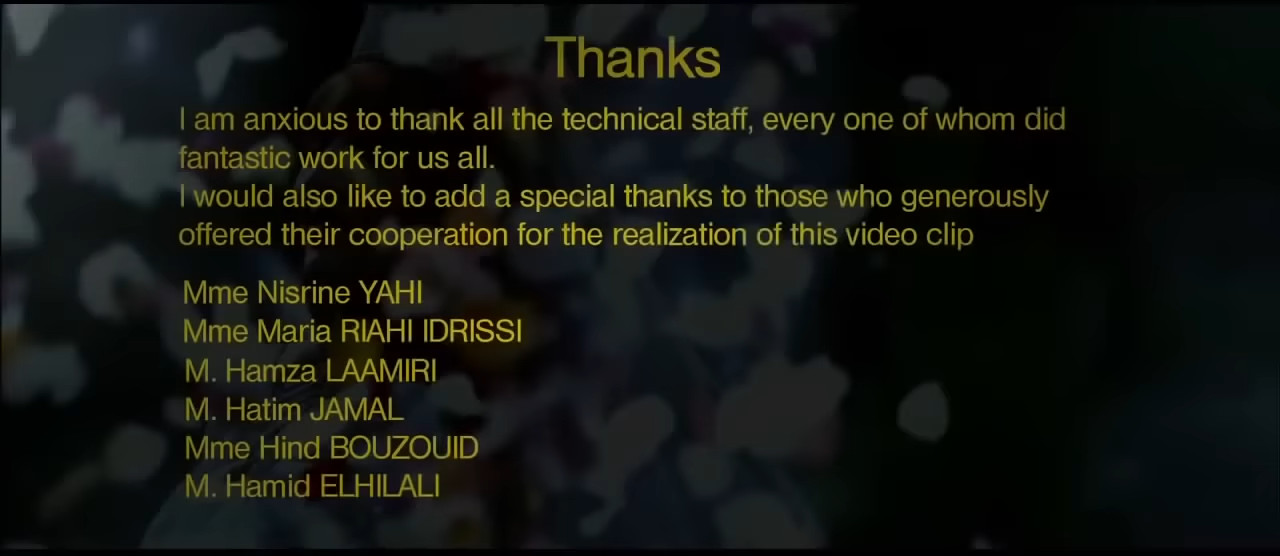 Thanks
I am anxious to thank all the technical staff, every one of whom did
fantastic work for us all.
I would also like to add a special thanks to those who generously
offered their cooperation for the realization of this video clip
Mme Nisrine YAHI
Mme Maria RIAHI IDRISSI
M. Hamza LAAMIRI
M. Hatim JAMAL
Mme Hind BOUZOUID
M. Hamid ELHILALI